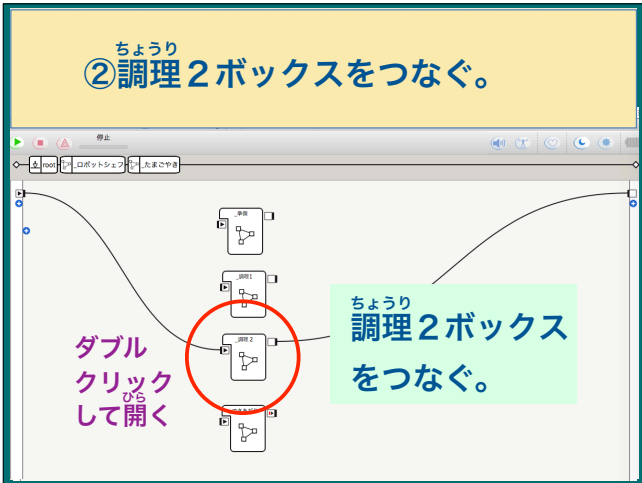 ちょうり
②調理２ボックスをつなぐ。
停止
root
_ロボットシェフ
_たまごやき
_準備
_調理1
_調理 2
ちょうり
調理２ボックス
をつなぐ。
ダブル
クリック
ひら
して開く